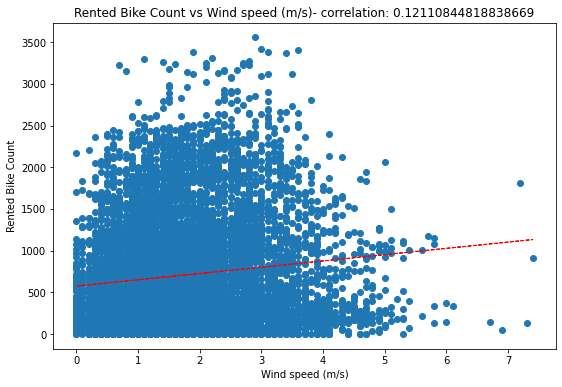 Rented Bike Count vs Wind speed (m/s)- correlation: 0.12110844818838669
3500
3000
2500
2000
1500
1000
500
0
Rented Bike Count
0 1 2 3 4 5 6 7
Wind speed (m/s)